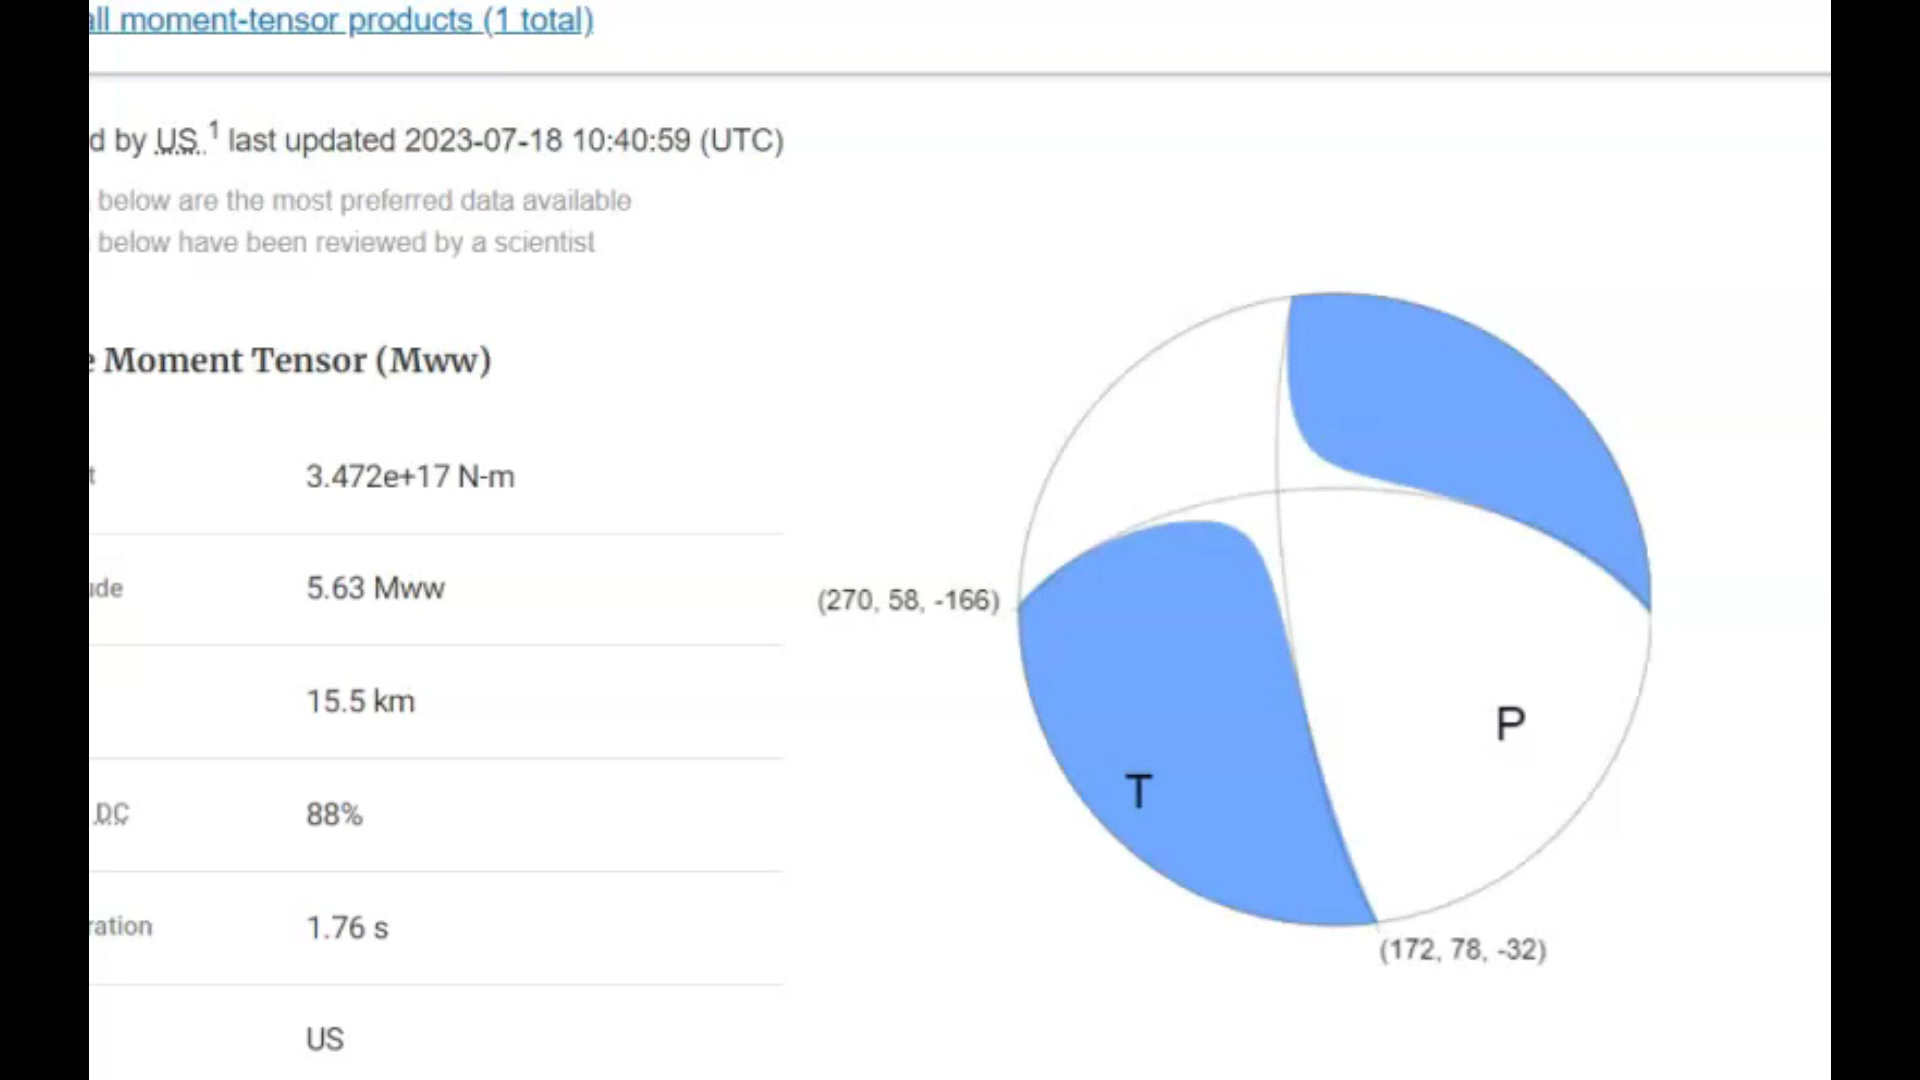 all moment-tensor products (1 total)
d by US.1 last updated 2023-07-18 10:40:59 (UTC)
below are the most preferred data available
below have been reviewed by a scientist
e Moment Tensor (Mww)
t 3.472e+17 N-m
ude 5.63 Mww
15.5 km
DC 88%
ration 1.76 s
US
(270, 58, -166)
P
T
(172, 78, -32)